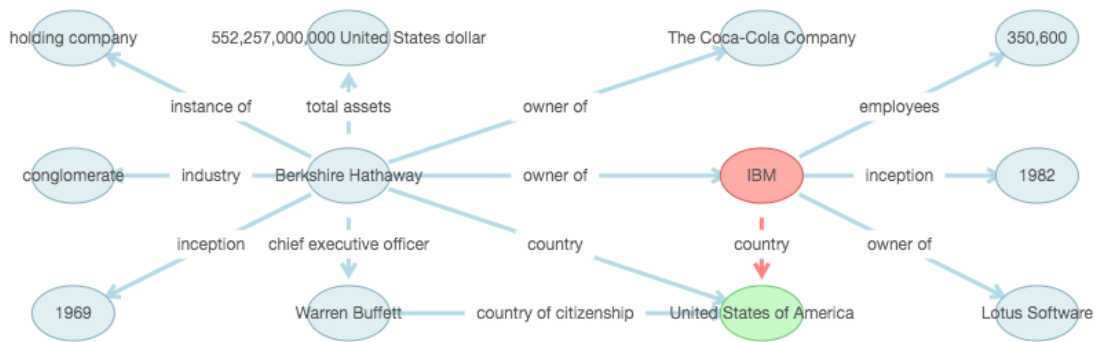 holding company
552,257,000,000 United States dollar
The Coca-Cola Company
350,600
instance of
total assets
owner of
employees
conglomerate
industry
Berkshire Hathaway
owner of
IBM
inception
1982
inception
chief executive officer
country
country
owner of
1969
Warren Buffett
country of citizenship
United States of America
Lotus Software